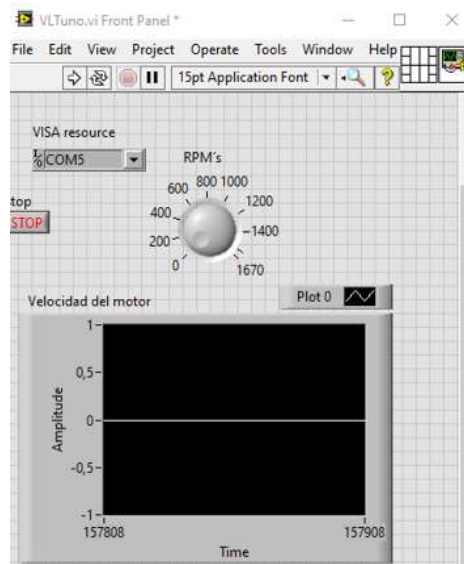 VLTuno.vi Front Panel *
File Edit View Project Operate Tools Window Help
15pt Application Font
VISA resource
COM5
RPM´s
0 200 400 600 800 1000 1200 1400 1670
top
STOP
Velocidad del motor
Plot 0
Amplitude
1
0,5
0
-0,5
-1
157808 157908
Time